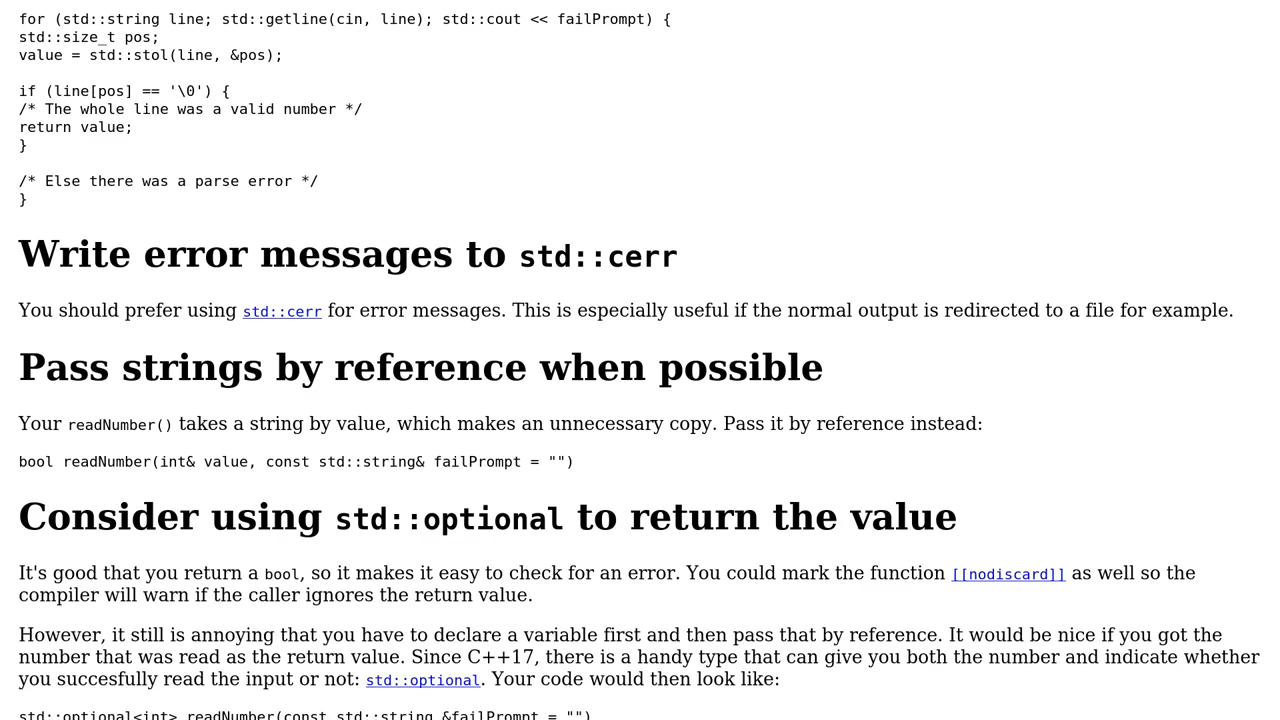 for (std::string line; std::getline(cin, line); std::cout << failPrompt) {
std::size_t pos;
value = std::stol(line, &pos);
if (line[pos] == '\0') {
/* The whole line was a valid number */
return value;
}
/* Else there was a parse error */
}
Write error messages to std::cerr
You should prefer using std::cerr for error messages. This is especially useful if the normal output is redirected to a file for example.
Pass strings by reference when possible
Your readNumber() takes a string by value, which makes an unnecessary copy. Pass it by reference instead:
bool readNumber(int& value, const std::string& failPrompt = "")
Consider using std::optional to return the value
It's good that you return a bool, so it makes it easy to check for an error. You could mark the function [[nodiscard]] as well so the
compiler will warn if the caller ignores the return value.
However, it still is annoying that you have to declare a variable first and then pass that by reference. It would be nice if you got the
number that was read as the return value. Since C++17, there is a handy type that can give you both the number and indicate whether
you succesfully read the input or not: std::optional. Your code would then look like:
std::optional<int> readNumber(const std::string &failPrompt = "")